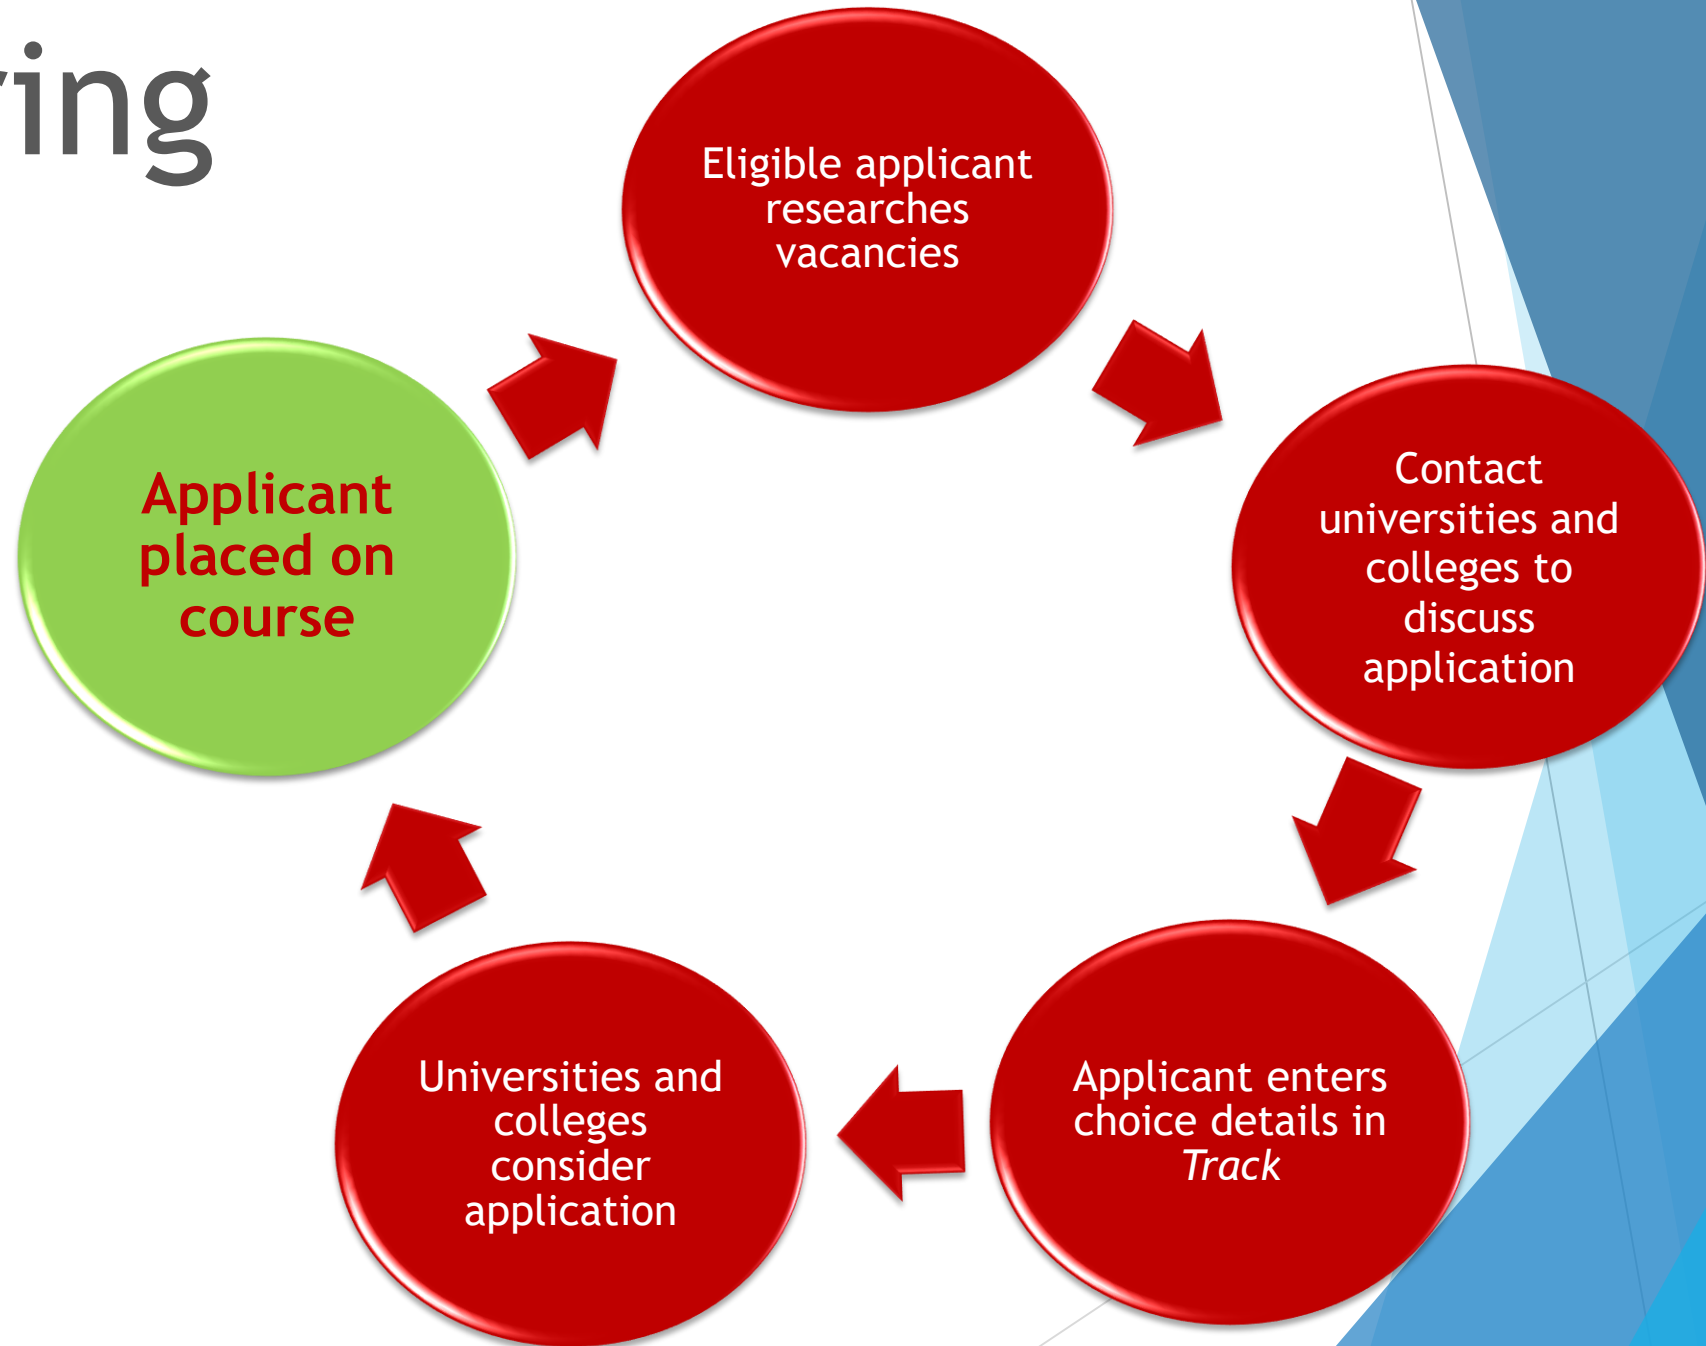 ring
Eligible applicant
researches
vacancies
Contact
universities and
colleges to
discuss
application
Applicant enters
choice details in
Track
Universities and
colleges
consider
application
Applicant
placed on
course